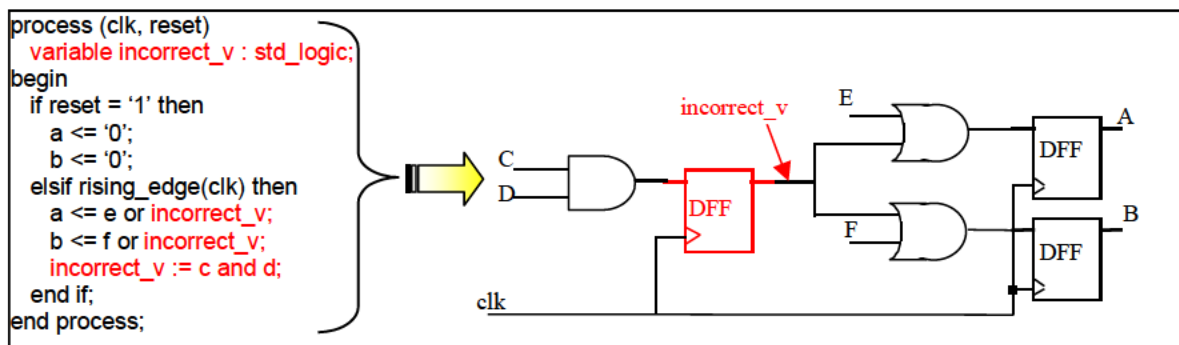 process (clk, reset)
variable incorrect_v : std_logic;
begin
if reset = ‘1’ then
a <= ‘0’;
b <= ‘0’;
elsif rising_edge(clk) then
a <= e or incorrect_v;
b <= f or incorrect_v;
incorrect_v := c and d;
end if;
end process;
C
D
DFF
incorrect_v
E
F
A
DFF
B
DFF
clk